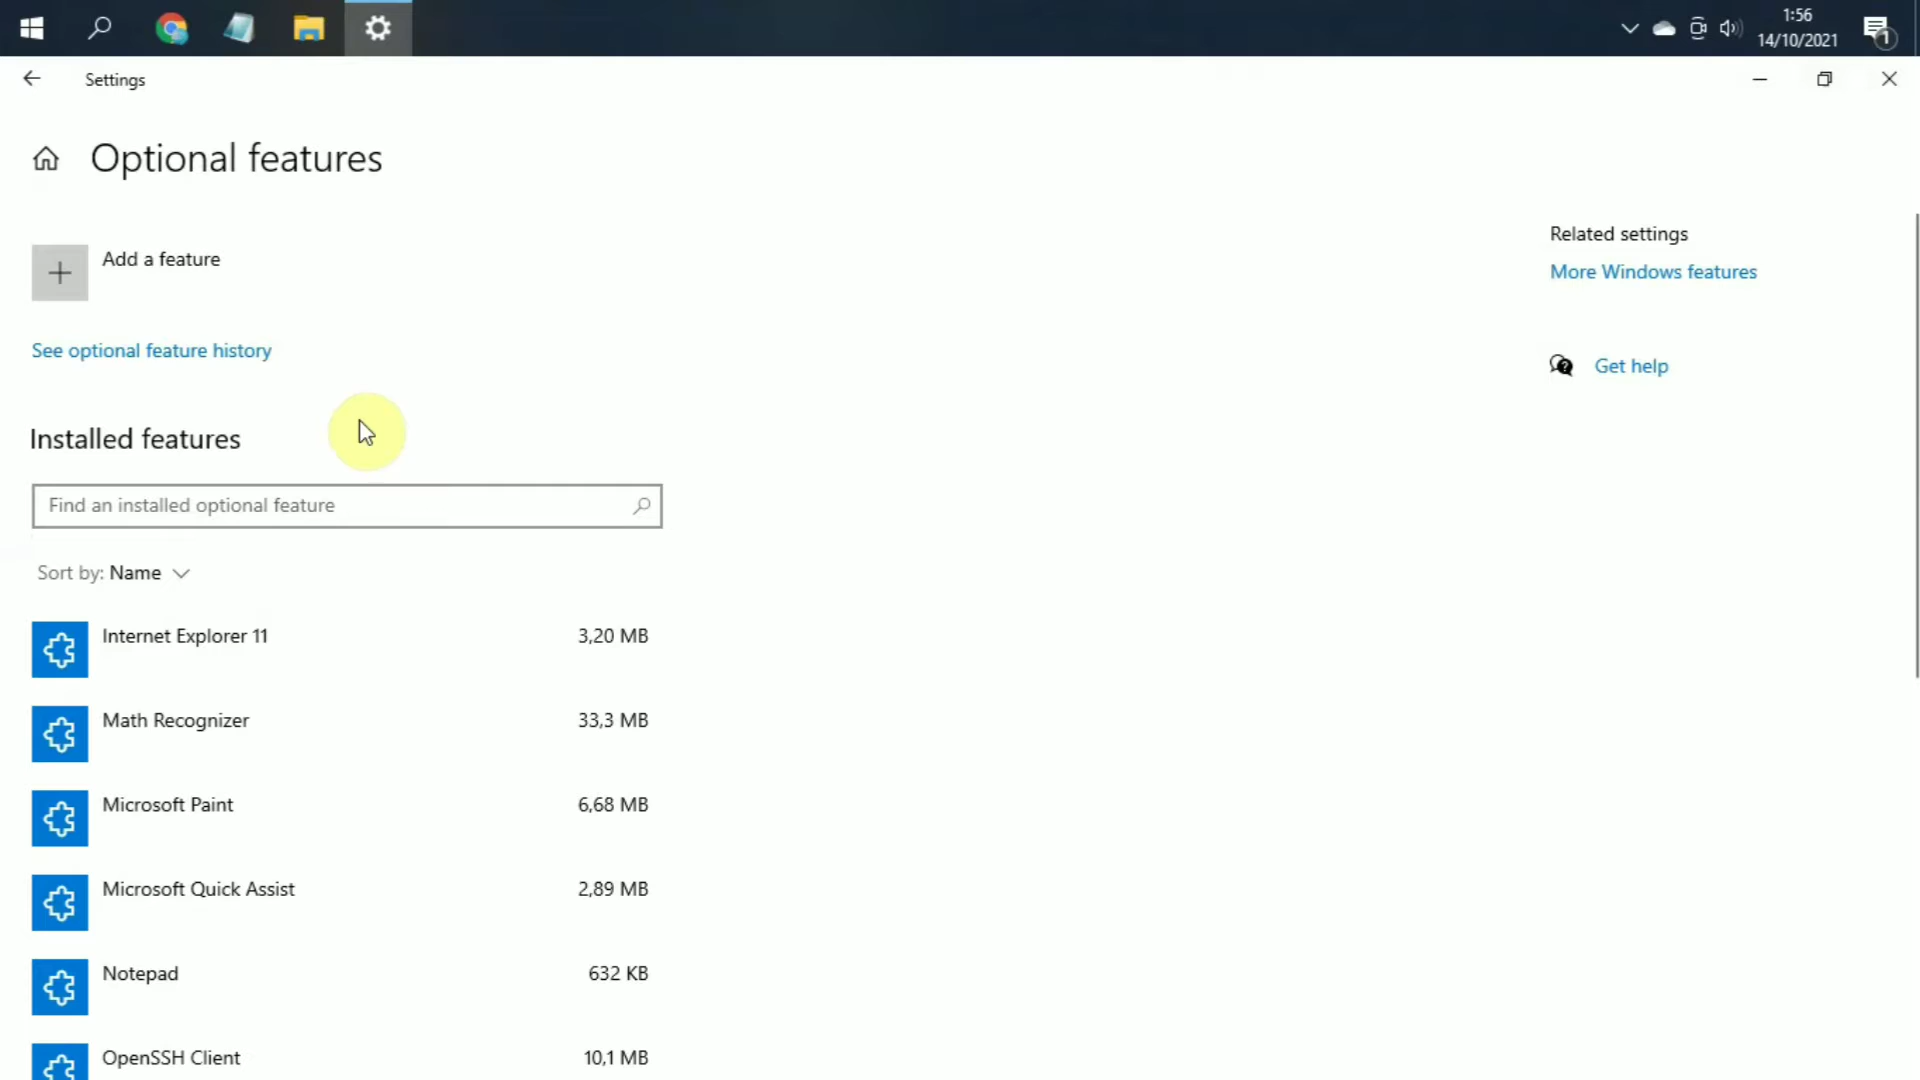 1:56
14/10/2021
1
Settings
Optional features
Add a feature
See optional feature history
Installed features
Find an installed optional feature
Sort by: Name
Internet Explorer 11 3,20 MB
Math Recognizer 33,3 MB
Microsoft Paint 6,68 MB
Microsoft Quick Assist 2,89 MB
Notepad 632 KB
OpenSSH Client 10,1 MB
Related settings
More Windows features
Get help